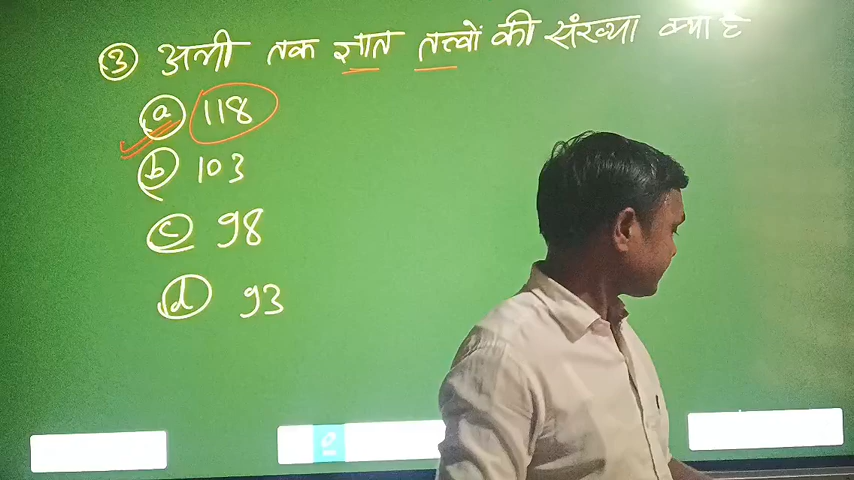 3 अभी तक ज्ञात तत्त्वों की संख्या क्या है
a 118
b 103
c 98
d 93